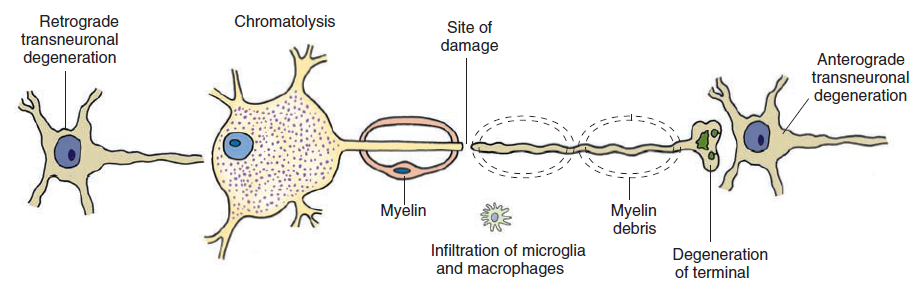 Retrograde
transneuronal
degeneration
Chromatolysis
Site of
damage
Anterograde
transneuronal
degeneration
Myelin
Infiltration of microglia
and macrophages
Myelin
debris
Degeneration
of terminal